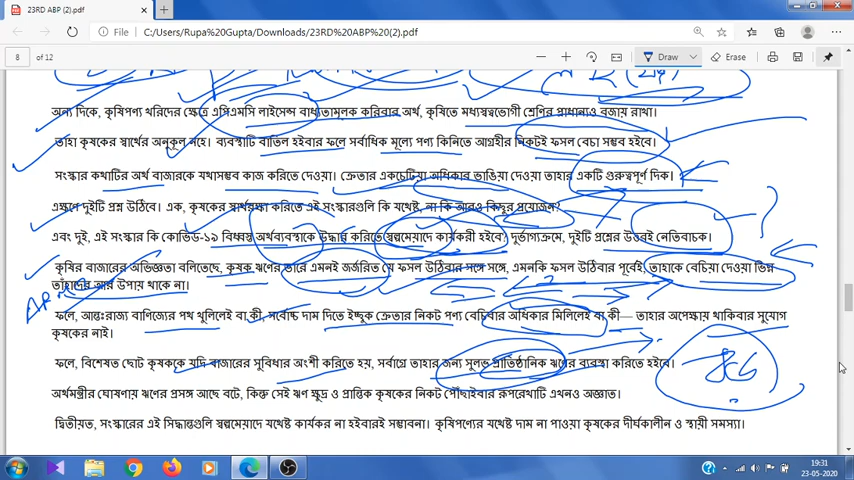 23RD ABP (2).pdf
C:/Users/Rupa%20Gupta/Downloads/23RD%20ABP%20(2).pdf
8 of 12
Draw
Erase
অন্য দিকে, কৃষিপণ্য খরিদের ক্ষেত্রে এপিএমসি লাইসেন্স বাধ্যতামূলক করিবার অর্থ, কৃষিতে মধ্যস্বত্বভোগী শ্রেণির প্রাধান্যও বজায় রাখা।
তাহা কৃষকের স্বার্থের অনুকূল নহে। ব্যবস্থাটি বাতিল হইবার ফলে সর্বাধিক মূল্যে পণ্য কিনিতে আগ্রহীর নিকটই ফসল বেচা সম্ভব হইবে।
সংস্কার কথাটির অর্থ বাজারকে যথাসম্ভব কাজ করিতে দেওয়া। ক্রেতার একচেটিয়া অধিকার ভাঙিয়া দেওয়া তাহার একটি গুরুত্বপূর্ণ দিক।
এক্ষণে দুইটি প্রশ্ন উঠিবে। এক, কৃষকের স্বার্থরক্ষা করিতে এই সংস্কারগুলি কি যথেষ্ট, না কি আরও কিছুর প্রয়োজন?
এবং দুই, এই সংস্কার কি কোভিড-১৯ বিধ্বস্ত অর্থব্যবস্থাকে উদ্ধার করিতে স্বল্পমেয়াদে কার্যকরী হইবে? দুর্ভাগ্যক্রমে, দুইটি প্রশ্নের উত্তরই নেতিবাচক।
কৃষির বাজারের অভিজ্ঞতা বলিতেছে, কৃষক ঋণের ভারে এমনই জর্জরিত যে ফসল উঠিবার সঙ্গে সঙ্গে, এমনকি ফসল উঠিবার পূর্বেই, তাহাকে বেচিয়া দেওয়া ভিন্ন
তাঁহাদের আর উপায় থাকে না।
ফলে, আন্তঃরাজ্য বাণিজ্যের পথ খুলিলেই বা কী, সর্বোচ্চ দাম দিতে ইচ্ছুক ক্রেতার নিকট পণ্য বেচিবার অধিকার মিলিলেই বা কী— তাহার অপেক্ষায় থাকিবার সুযোগ
কৃষকের নাই।
ফলে, বিশেষত ছোট কৃষককে যদি বাজারের সুবিধার অংশী করিতে হয়, সর্বাগ্রে তাহার জন্য সুলভ প্রাতিষ্ঠানিক ঋণের ব্যবস্থা করিতে হইবে।
অর্থমন্ত্রীর ঘোষণায় ঋণের প্রসঙ্গ আছে বটে, কিন্তু সেই ঋণ ক্ষুদ্র ও প্রান্তিক কৃষকের নিকট পৌঁছাইবার রূপরেখাটি এখনও অজ্ঞাত।
দ্বিতীয়ত, সংস্কারের এই সিদ্ধান্তগুলি স্বল্পমেয়াদে যথেষ্ট কার্যকর না হইবারই সম্ভাবনা। কৃষিপণ্যের যথেষ্ট দাম না পাওয়া কৃষকের দীর্ঘকালীন ও স্থায়ী সমস্যা।
19:31
23-05-2020